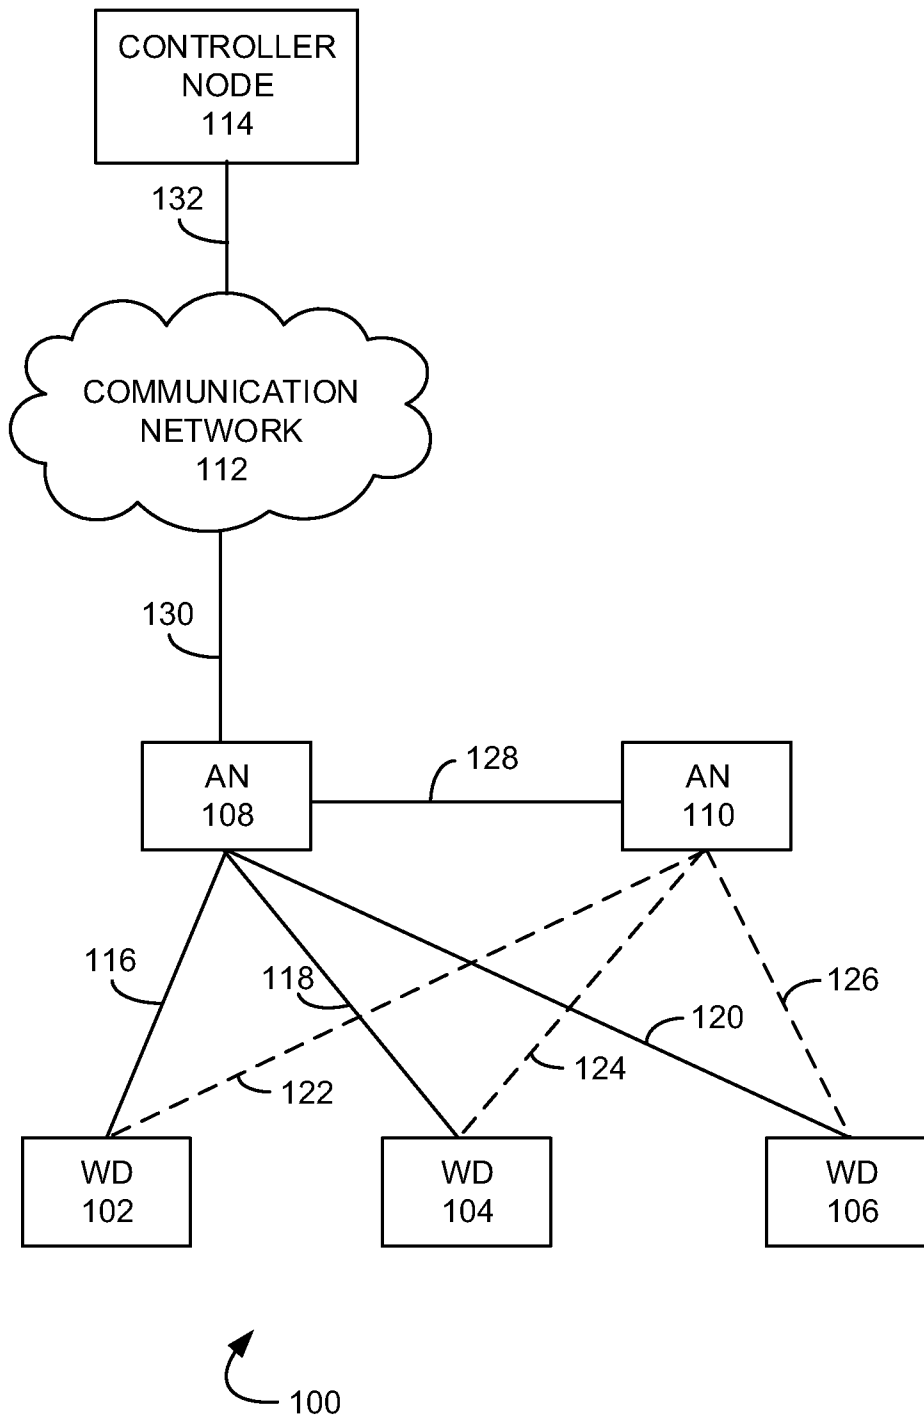 CONTROLLER
NODE
114
132
COMMUNICATION
NETWORK
112
130
128
AN
108
AN
110
116
118
126
120
122
124
WD
102
WD
104
WD
106
100